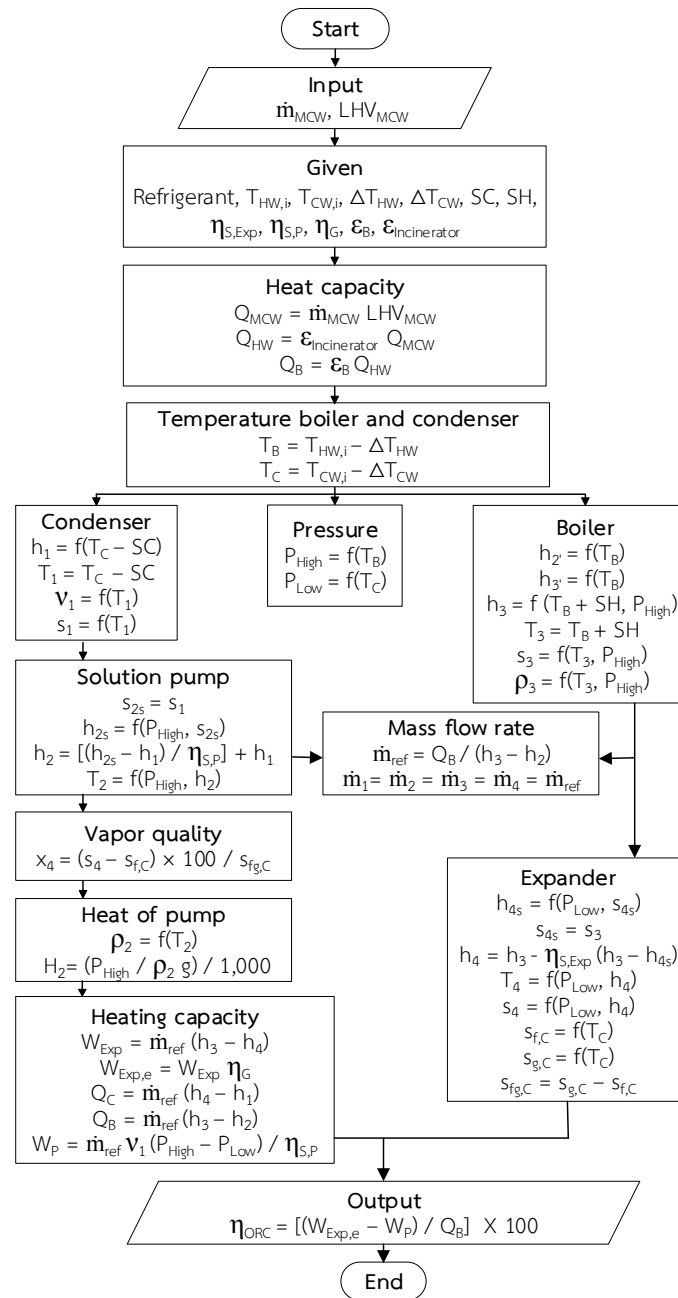 Start
Input
ṁMCW, LHVMCW
Given
Refrigerant, THW,i, TCW,i, ΔTHW, ΔTCW, SC, SH,
ηS,Exp, ηS,P, ηG, εB, εIncinerator
Heat capacity
QMCW = ṁMCW LHVMCW
QHW = εIncinerator QMCW
QB = εB QHW
Temperature boiler and condenser
TB = THW,i – ΔTHW
TC = TCW,i – ΔTCW
Condenser
h1 = f(TC – SC)
T1 = TC – SC
ν1 = f(T1)
s1 = f(T1)
Pressure
PHigh = f(TB)
PLow = f(TC)
Boiler
h2' = f(TB)
h3' = f(TB)
h3 = f (TB + SH, PHigh)
T3 = TB + SH
s3 = f(T3, PHigh)
ρ3 = f(T3, PHigh)
Solution pump
s2s = s1
h2s = f(PHigh, s2s)
h2 = [(h2s – h1) / ηS,P] + h1
T2 = f(PHigh, h2)
Mass flow rate
ṁref = QB / (h3 – h2)
ṁ1= ṁ2 = ṁ3 = ṁ4 = ṁref
Vapor quality
x4 = (s4 – sf,C) × 100 / sfg,C
Heat of pump
ρ2 = f(T2)
H2= (PHigh / ρ2 g) / 1,000
Expander
h4s = f(PLow, s4s)
s4s = s3
h4 = h3 - ηS,Exp (h3 – h4s)
T4 = f(PLow, h4)
s4 = f(PLow, h4)
sf,C = f(TC)
sg,C = f(TC)
sfg,C = sg,C – sf,C
Heating capacity
WExp = ṁref (h3 – h4)
WExp,e = WExp ηG
QC = ṁref (h4 – h1)
QB = ṁref (h3 – h2)
WP = ṁref ν1 (PHigh – PLow) / ηS,P
Output
ηORC = [(WExp,e – WP) / QB] X 100
End